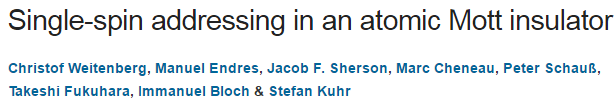 Single-spin addressing in an atomic Mott insulator
Christof Weitenberg, Manuel Endres, Jacob F. Sherson, Marc Cheneau, Peter Schauß,
Takeshi Fukuhara, Immanuel Bloch & Stefan Kuhr